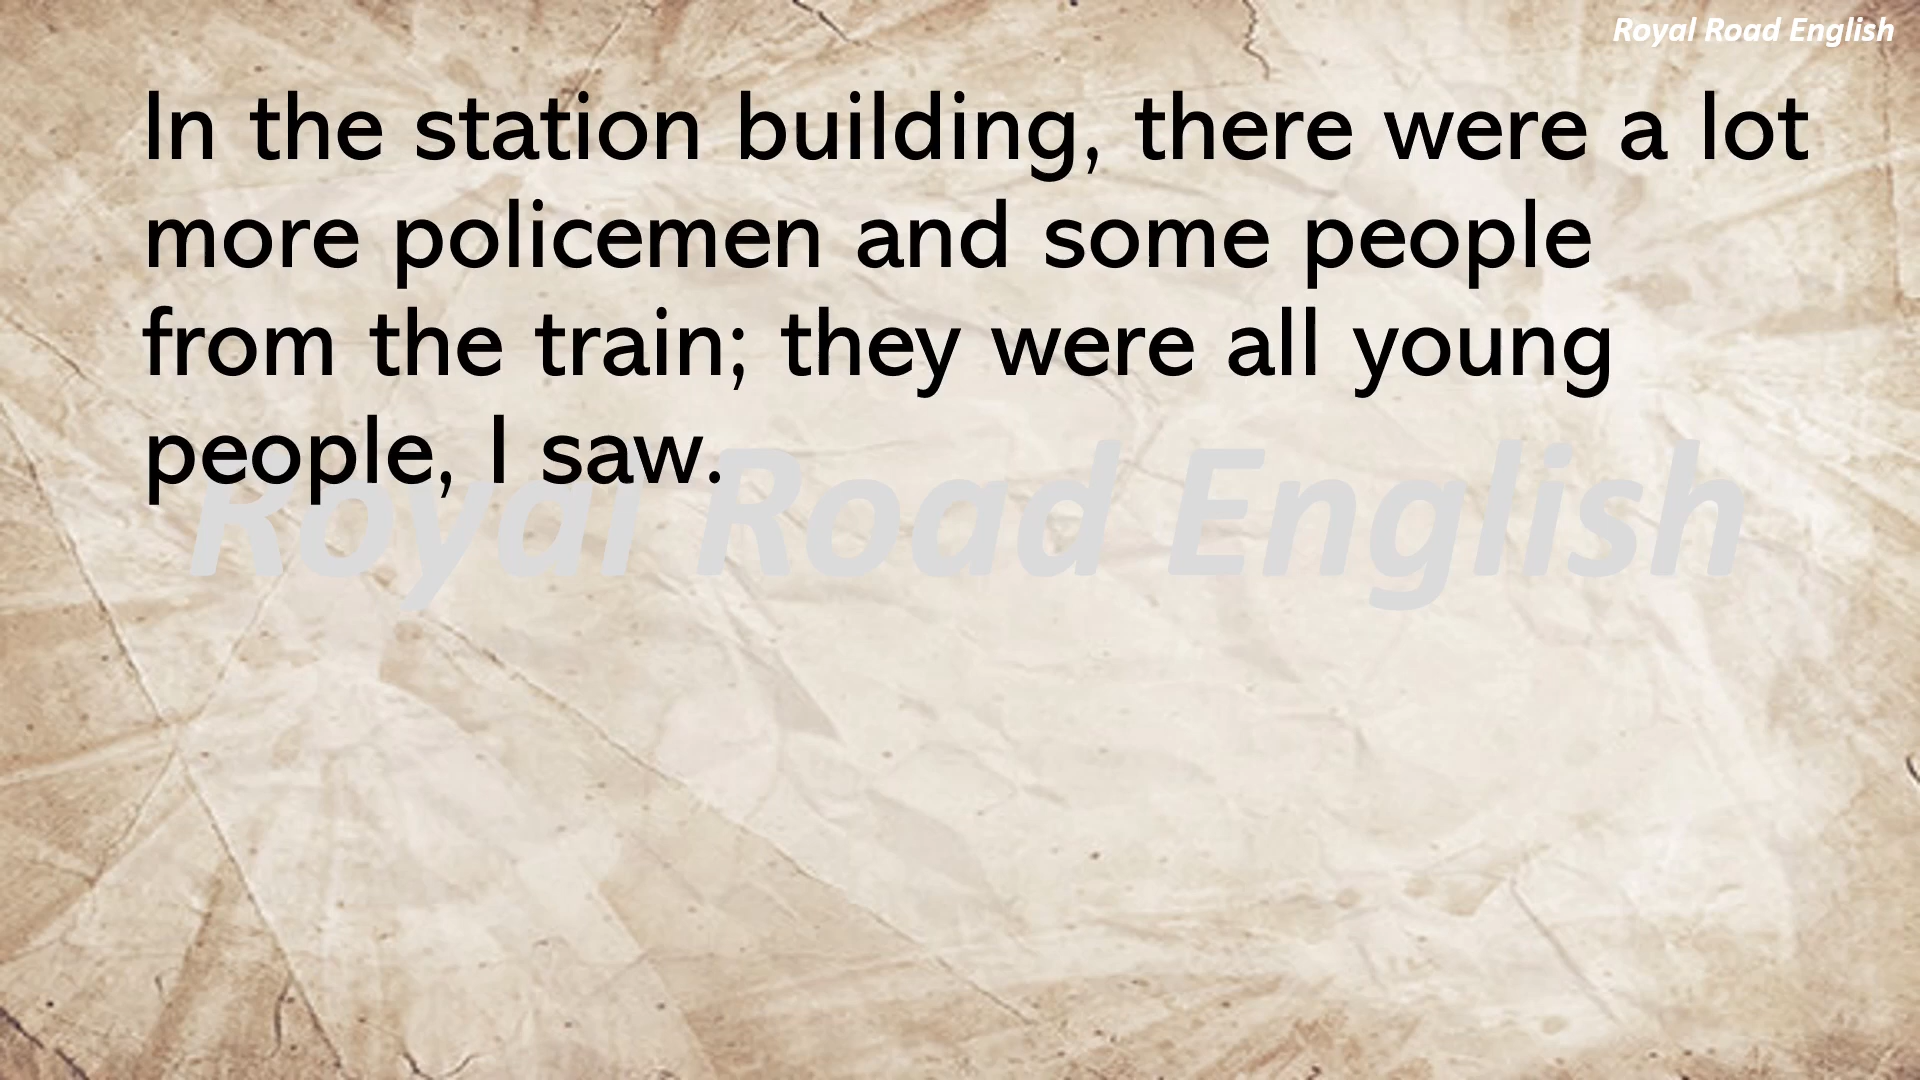 Royal Road English
In the station building, there were a lot
more policemen and some people
from the train; they were all young
people, I saw.
Royal Road English